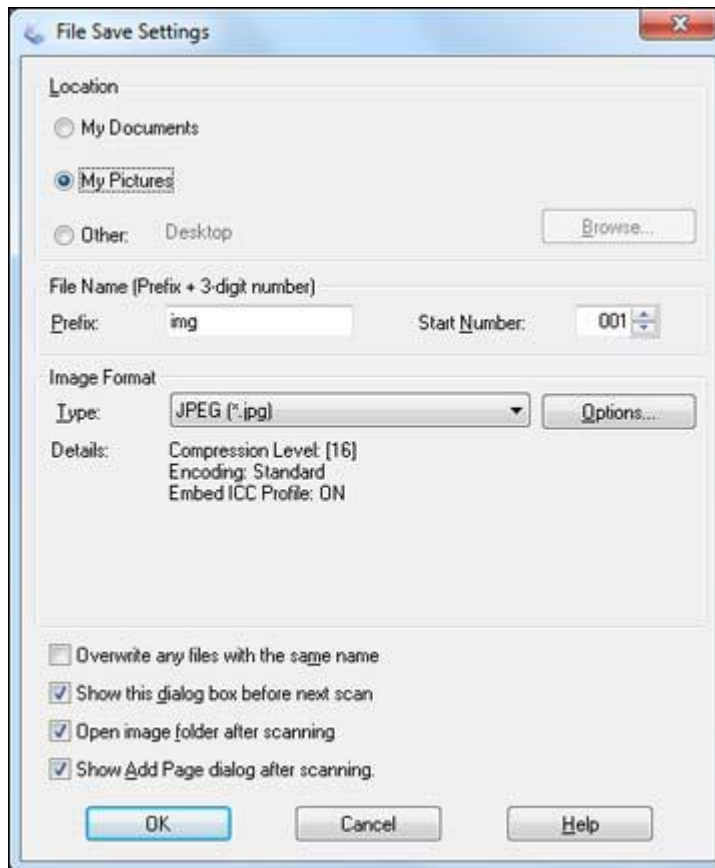 File Save Settings
Location
My Documents
My Pictures
Other: Desktop Browse...
File Name (Prefix + 3-digit number)
Prefix: img Start Number: 001
Image Format
Type: JPEG (*.jpg) Options...
Details: Compression Level: [16]
Encoding: Standard
Embed ICC Profile: ON
Overwrite any files with the same name
Show this dialog box before next scan
Open image folder after scanning
Show Add Page dialog after scanning.
OK Cancel Help